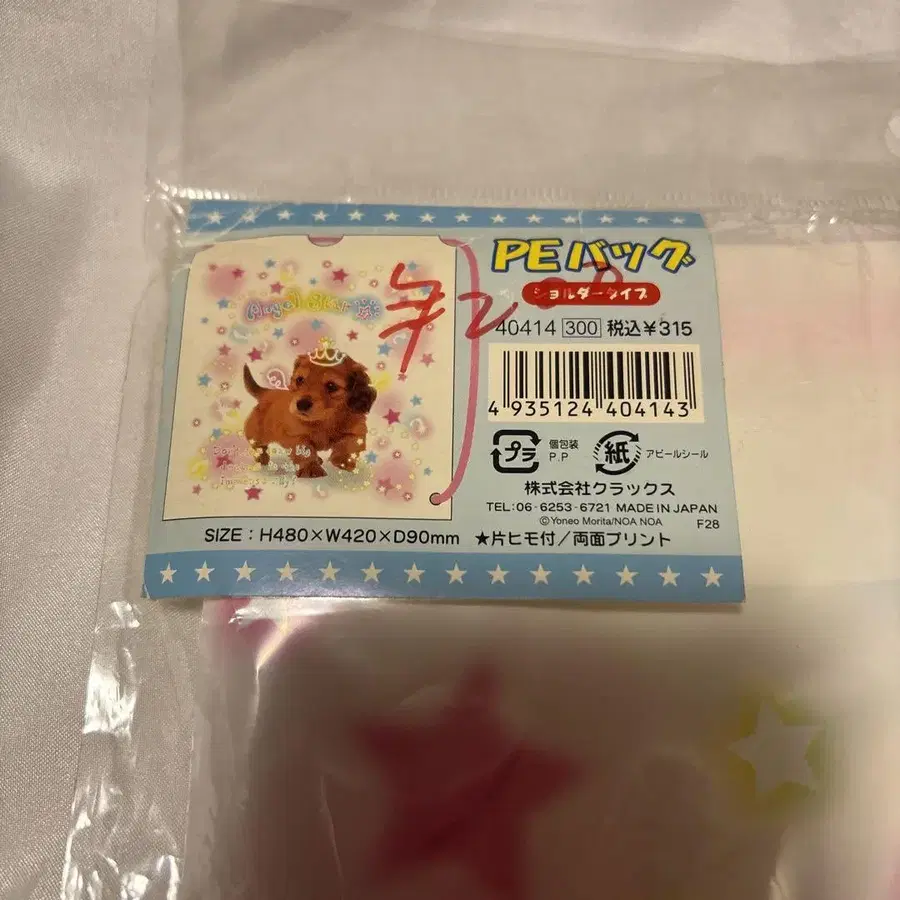 PEバッグ
ショルダータイプ
40414 300 税込¥315
4 935124 404143
プラ 個包装 P.P 紙 アピールシール
株式会社クラックス
TEL:06-6253-6721 MADE IN JAPAN
©Yoneo Morita/NOA NOA F28
SIZE:H480×W420×D90mm ★片ヒモ付/両面プリント
Angel Star